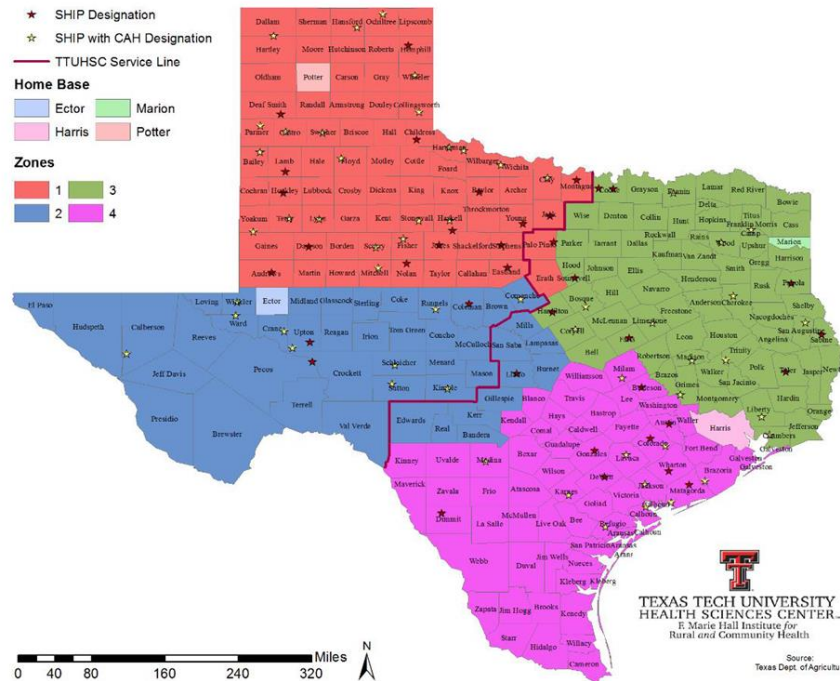 SHIP Designation
SHIP with CAH Designation
TTUHSC Service Line
Home Base
Ector Marion
Harris Potter
Zones
1 3
2 4
Dallam Sherman Hansford Ochiltree Lipscomb
Hartley Moore Hutchinson Roberts Hemphill
Oldham Potter Carson Gray Wheeler
Deaf Smith Randall Armstrong Donley Collingsworth
Parmer Castro Swisher Briscoe Hall Childress
Bailey Lamb Hale Floyd Motley Cottle Foard Wilbarger Wichita Clay Montague Cooke Grayson Fannin Lamar Red River Bowie
Cochran Hockley Lubbock Crosby Dickens King Knox Baylor Archer Jack Wise Denton Collin Hunt Delta Hopkins Titus Franklin Morris Cass
Yoakum Terry Lynn Garza Kent Stonewall Haskell Throckmorton Young Palo Pinto Parker Tarrant Dallas Rockwall Rains Wood Camp Upshur Marion
Gaines Dawson Borden Scurry Fisher Jones Shackelford Stephens Erath Hood Somervell Johnson Ellis Kaufman Van Zandt Smith Gregg Harrison
Andrews Martin Howard Mitchell Nolan Taylor Callahan Eastland Comanche Hamilton Bosque Hill Navarro Henderson Rusk Panola
El Paso Hudspeth Culberson Loving Winkler Ector Midland Glasscock Sterling Coke Runnels Coleman Brown
Reeves Ward Crane Upton Reagan Irion Tom Green Concho McCulloch San Saba Mills Lampasas Coryell McLennan Limestone Freestone Anderson Cherokee Nacogdoches Shelby
Jeff Davis Pecos Crockett Schleicher Menard Mason Llano Burnet Bell Robertson Leon Houston Angelina San Augustine Sabine
Presidio Brewster Terrell Sutton Kimble Gillespie Blanco Williamson Milam Brazos Madison Walker Trinity Polk Tyler Jasper
Val Verde Edwards Kerr Real Bandera Kendall Hays Travis Bastrop Lee Burleson Washington Grimes Montgomery San Jacinto Liberty Hardin Orange
Kinney Uvalde Medina Bexar Comal Guadalupe Caldwell Fayette Austin Waller Harris Chambers Jefferson
Maverick Zavala Frio Atascosa Wilson Gonzales Lavaca Colorado Fort Bend Galveston Galveston Galveston
Dimmit La Salle McMullen Karnes Goliad Victoria Jackson Wharton Matagorda Brazoria
Webb Duval Live Oak Bee Refugio Calhoun Calhoun Calhoun
Jim Wells San Patricio Aransas Aransas
Nueces Kleberg Kleberg
Zapata Jim Hogg Brooks Kenedy
Starr Hidalgo Willacy
Cameron
TEXAS TECH UNIVERSITY
HEALTH SCIENCES CENTER
F. Marie Hall Institute for
Rural and Community Health
Source:
Texas Dept. of Agricultu
Miles
0 20 40 80 160 240 320
N